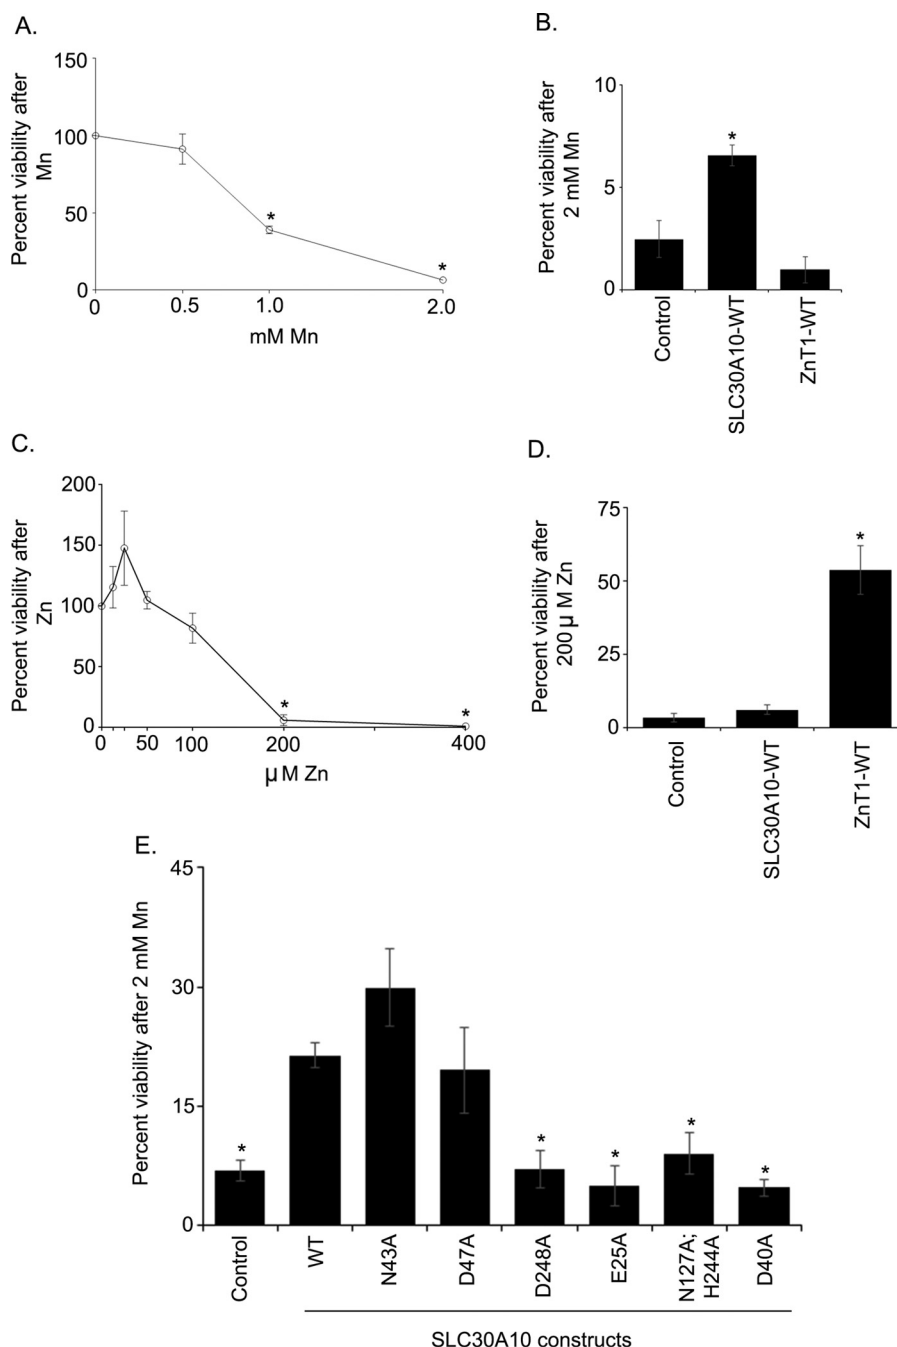 A.
Percent viability after
Mn
150
100
50
0
*
*
0
0.5
1.0
2.0
mM Mn
B.
Percent viability after
2 mM Mn
10
5
0
*
Control
SLC30A10-WT
ZnT1-WT
C.
Percent viability after
Zn
200
150
100
50
0
*
*
0
50
100
200
400
µM Zn
D.
Percent viability after
200 µM Zn
75
50
25
0
*
Control
SLC30A10-WT
ZnT1-WT
E.
Percent viability after 2 mM Mn
45
30
15
0
*
*
*
*
*
Control
WT
N43A
D47A
D248A
E25A
N127A;
H244A
D40A
SLC30A10 constructs